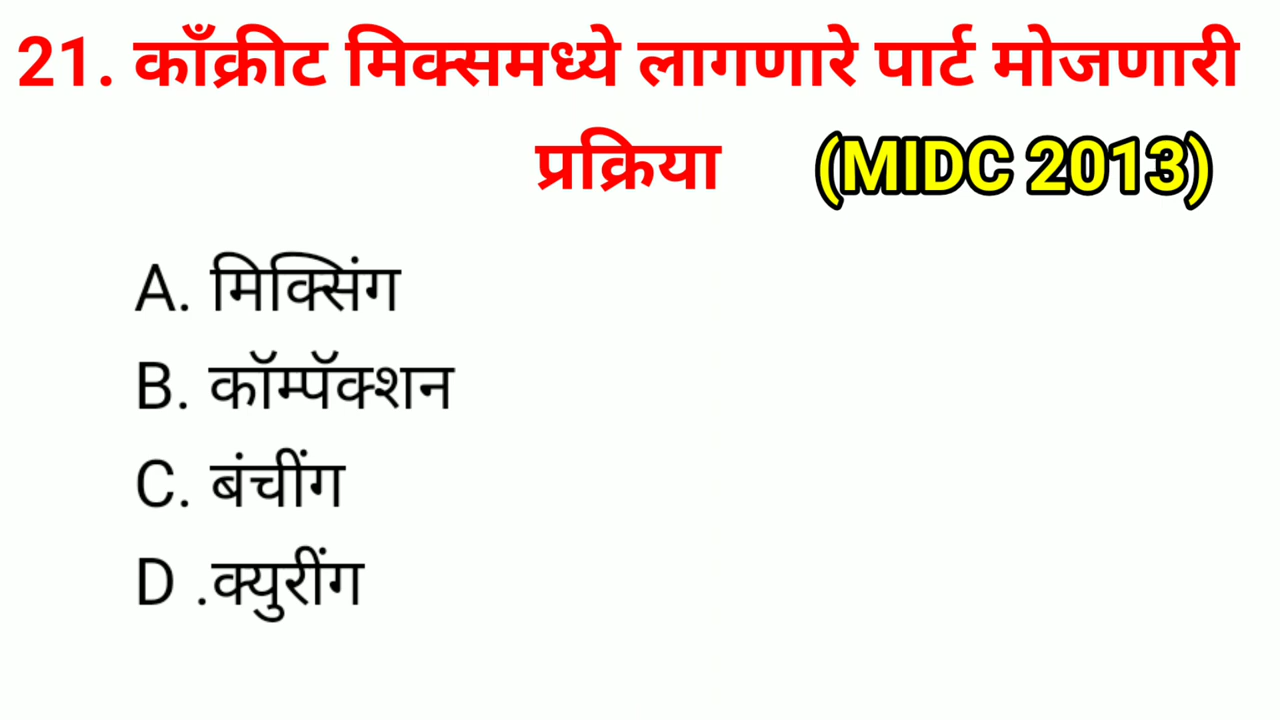 21. काँक्रीट मिक्समध्ये लागणारे पार्ट मोजणारी
प्रक्रिया (MIDC 2013)
A. मिक्सिंग
B. कॉम्पॅक्शन
C. बंचींग
D .क्युरींग